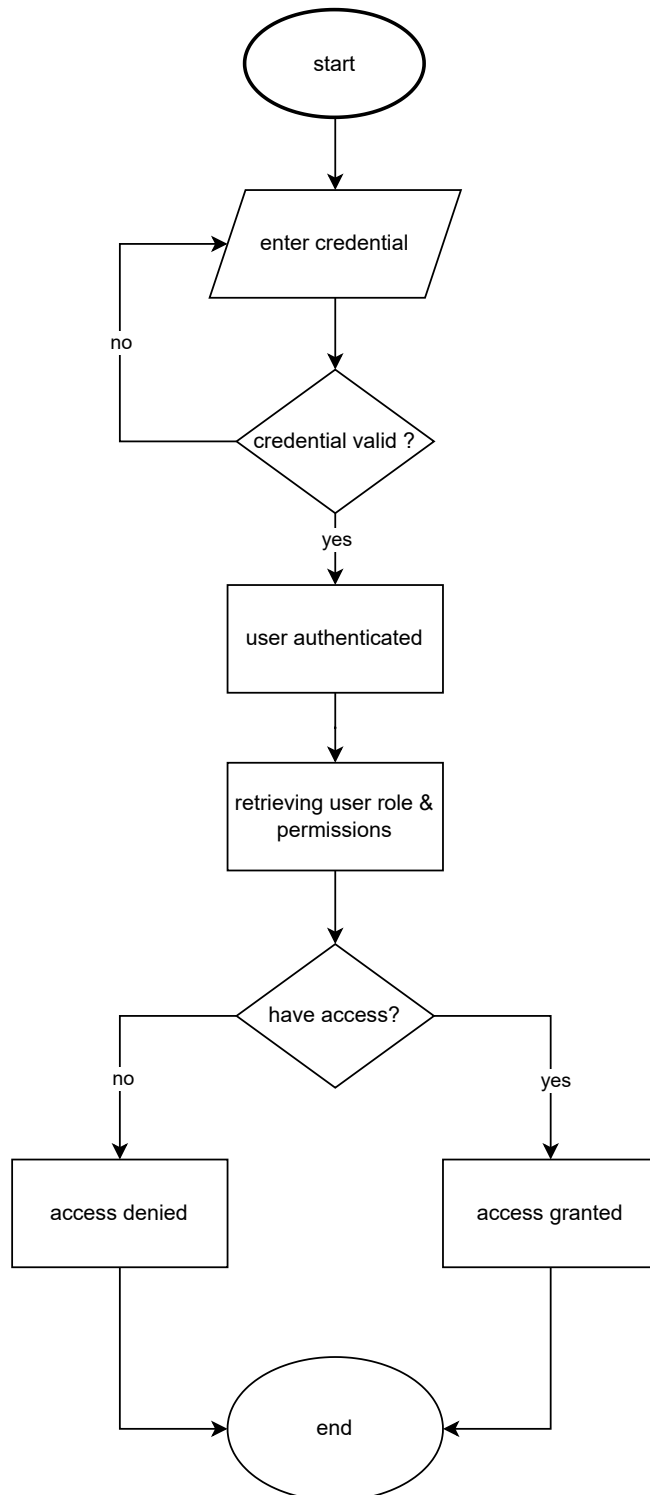 start
enter credential
no
credential valid ?
yes
user authenticated
retrieving user role &
permissions
have access?
no
yes
access denied
access granted
end